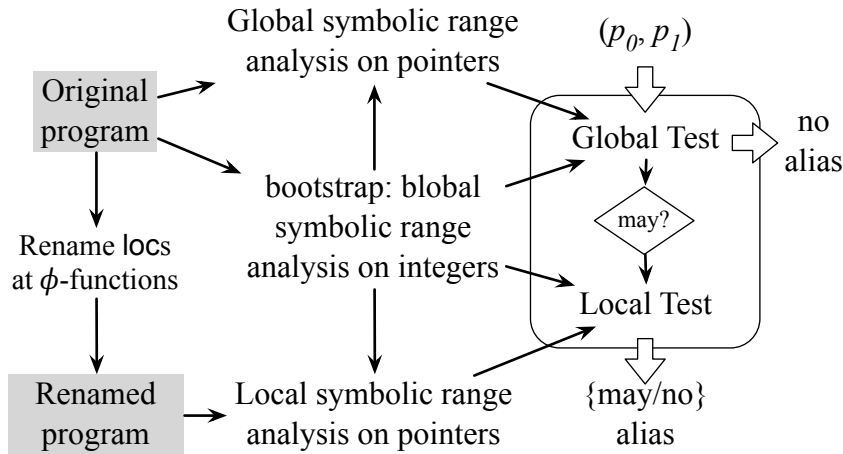 Global symbolic range
analysis on pointers
(p0, p1)
Original
program
Global Test
no
alias
bootstrap: blobal
symbolic range
analysis on integers
may?
Rename locs
at ϕ-functions
Local Test
Renamed
program
Local symbolic range
analysis on pointers
{may/no}
alias